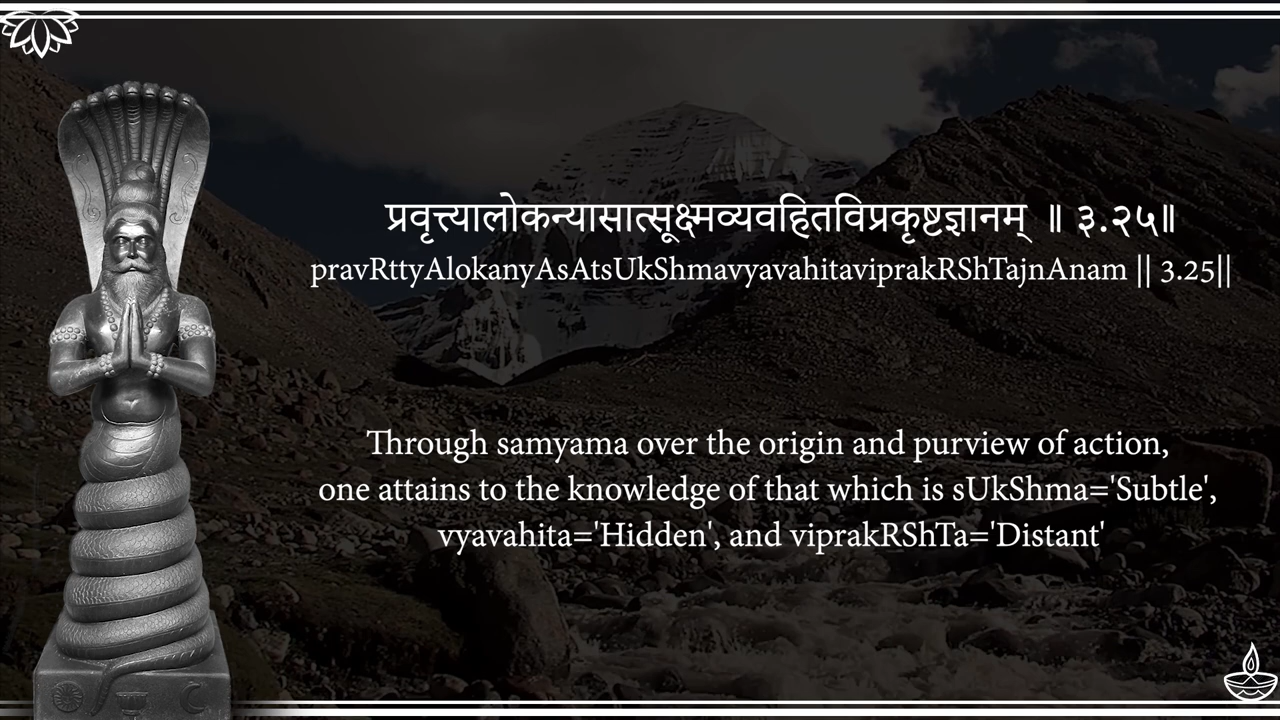 प्रवृत्त्यालोकन्यासात्सूक्ष्मव्यवहितविप्रकृष्टज्ञानम् ॥ ३.२५॥
pravRttyAlokanyAsAtsUkShmavyavahitaviprakRShTajnAnam || 3.25||
Through samyama over the origin and purview of action,
one attains to the knowledge of that which is sUkShma='Subtle',
vyavahita='Hidden', and viprakRShTa='Distant'